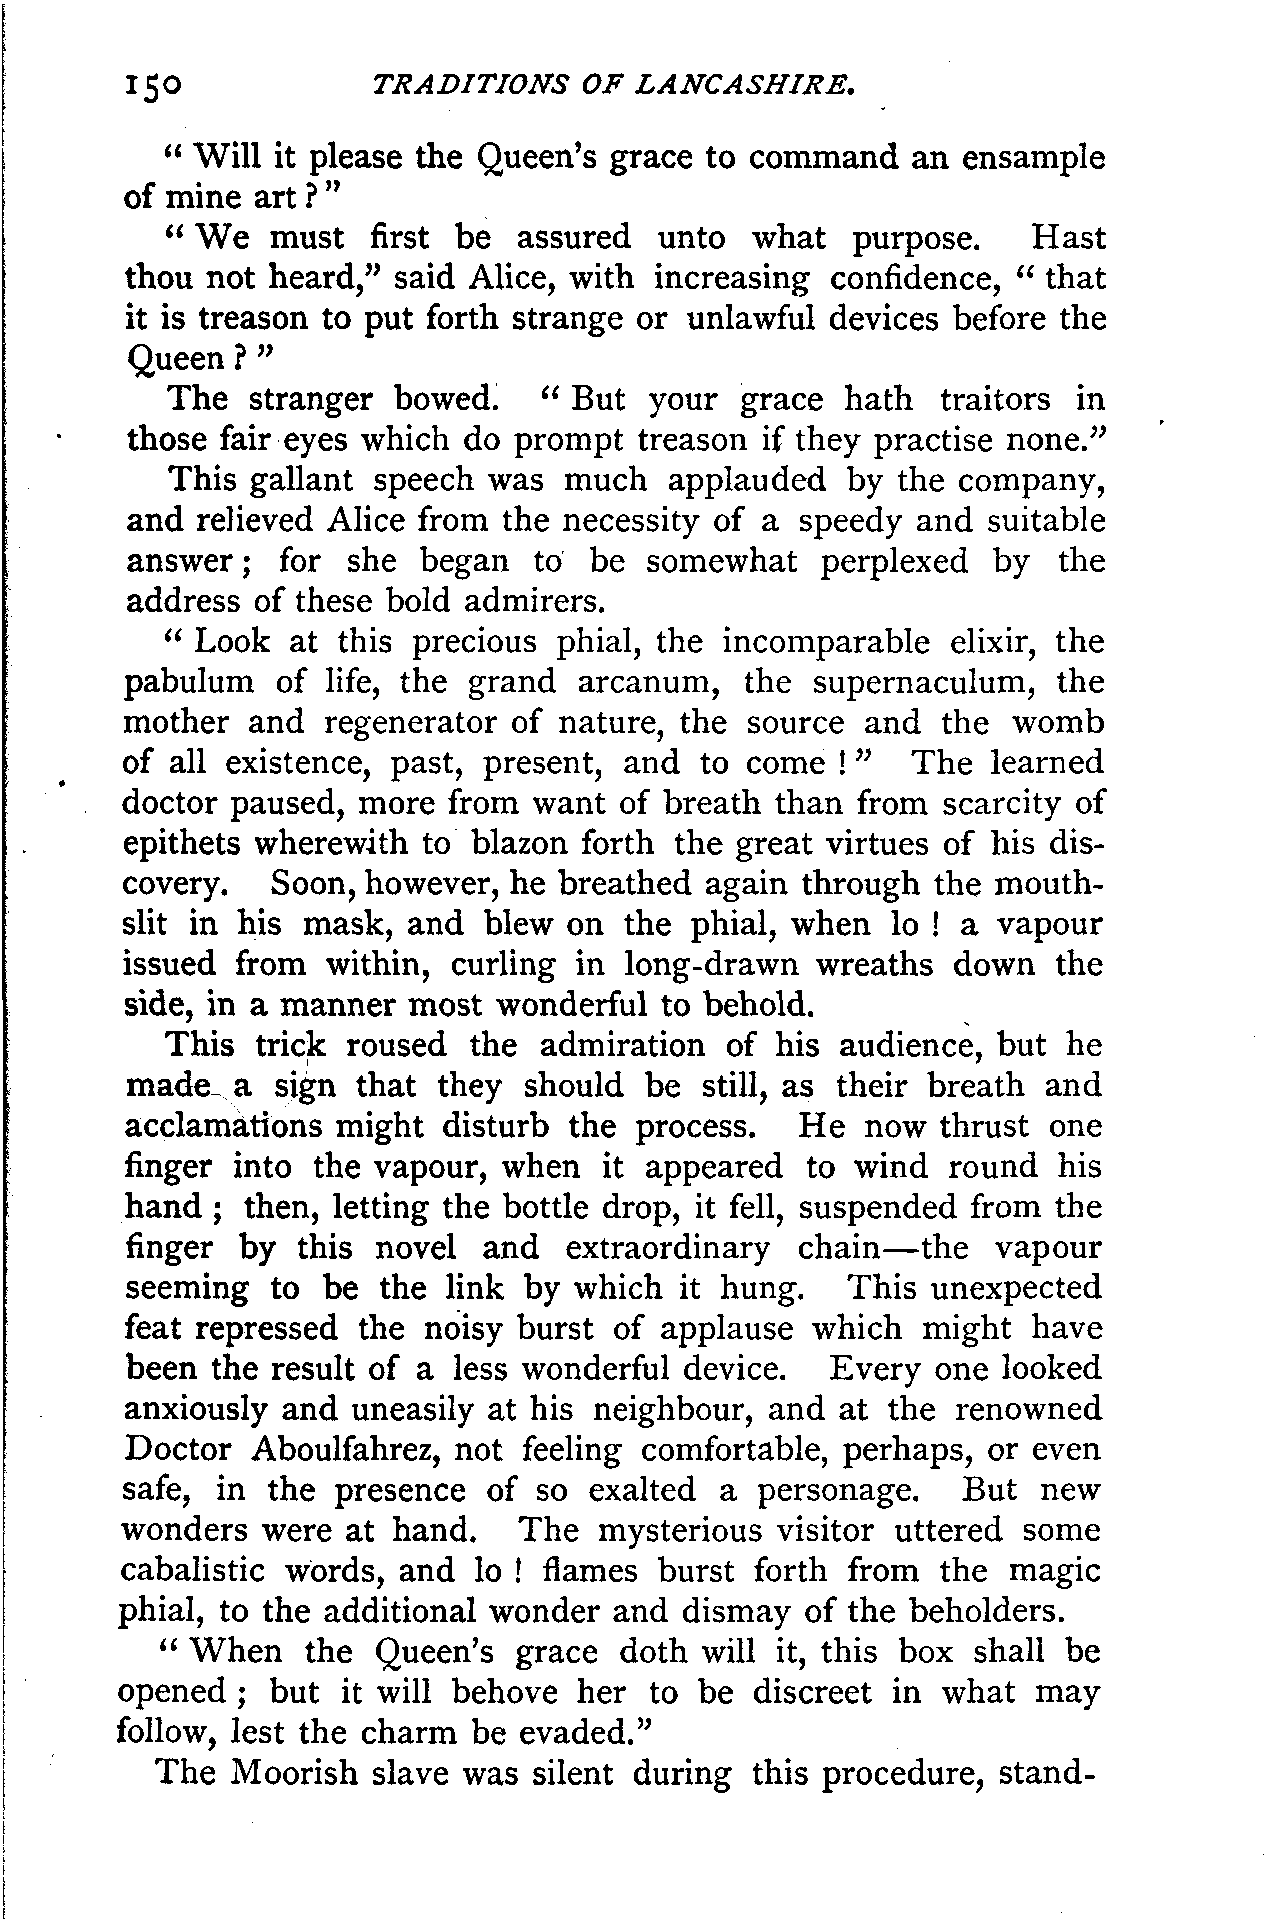 150 TRADITIONS OF LANCASHIRE.
“ Will it please the Queen’s grace to command an ensample
of mine art ? ”
“ We must first be assured unto what purpose. Hast
thou not heard,” said Alice, with increasing confidence, “ that
it is treason to put forth strange or unlawful devices before the
Queen ? ”
The stranger bowed. “ But your grace hath traitors in
those fair eyes which do prompt treason if they practise none.”
This gallant speech was much applauded by the company,
and relieved Alice from the necessity of a speedy and suitable
answer ; for she began to be somewhat perplexed by the
address of these bold admirers.
“ Look at this precious phial, the incomparable elixir, the
pabulum of life, the grand arcanum, the supernaculum, the
mother and regenerator of nature, the source and the womb
of all existence, past, present, and to come ! ” The learned
doctor paused, more from want of breath than from scarcity of
epithets wherewith to blazon forth the great virtues of his dis-
covery. Soon, however, he breathed again through the mouth-
slit in his mask, and blew on the phial, when lo ! a vapour
issued from within, curling in long-drawn wreaths down the
side, in a manner most wonderful to behold.
This trick roused the admiration of his audience, but he
made a sign that they should be still, as their breath and
acclamations might disturb the process. He now thrust one
finger into the vapour, when it appeared to wind round his
hand ; then, letting the bottle drop, it fell, suspended from the
finger by this novel and extraordinary chain—the vapour
seeming to be the link by which it hung. This unexpected
feat repressed the noisy burst of applause which might have
been the result of a less wonderful device. Every one looked
anxiously and uneasily at his neighbour, and at the renowned
Doctor Aboulfahrez, not feeling comfortable, perhaps, or even
safe, in the presence of so exalted a personage. But new
wonders were at hand. The mysterious visitor uttered some
cabalistic words, and lo ! flames burst forth from the magic
phial, to the additional wonder and dismay of the beholders.
“ When the Queen’s grace doth will it, this box shall be
opened ; but it will behove her to be discreet in what may
follow, lest the charm be evaded.”
The Moorish slave was silent during this procedure, stand-